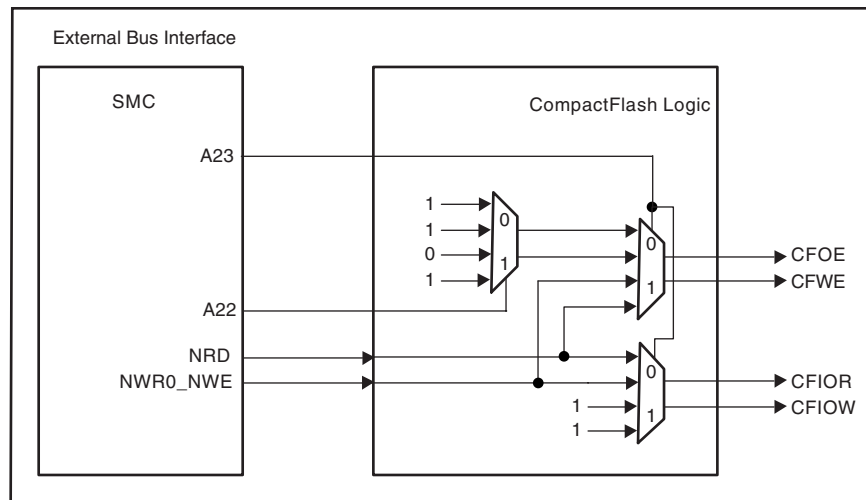 External Bus Interface
SMC
CompactFlash Logic
A23
1
1
0
1
0
1
0
1
CFOE
CFWE
A22
NRD
NWR0_NWE
1
1
0
1
CFIOR
CFIOW